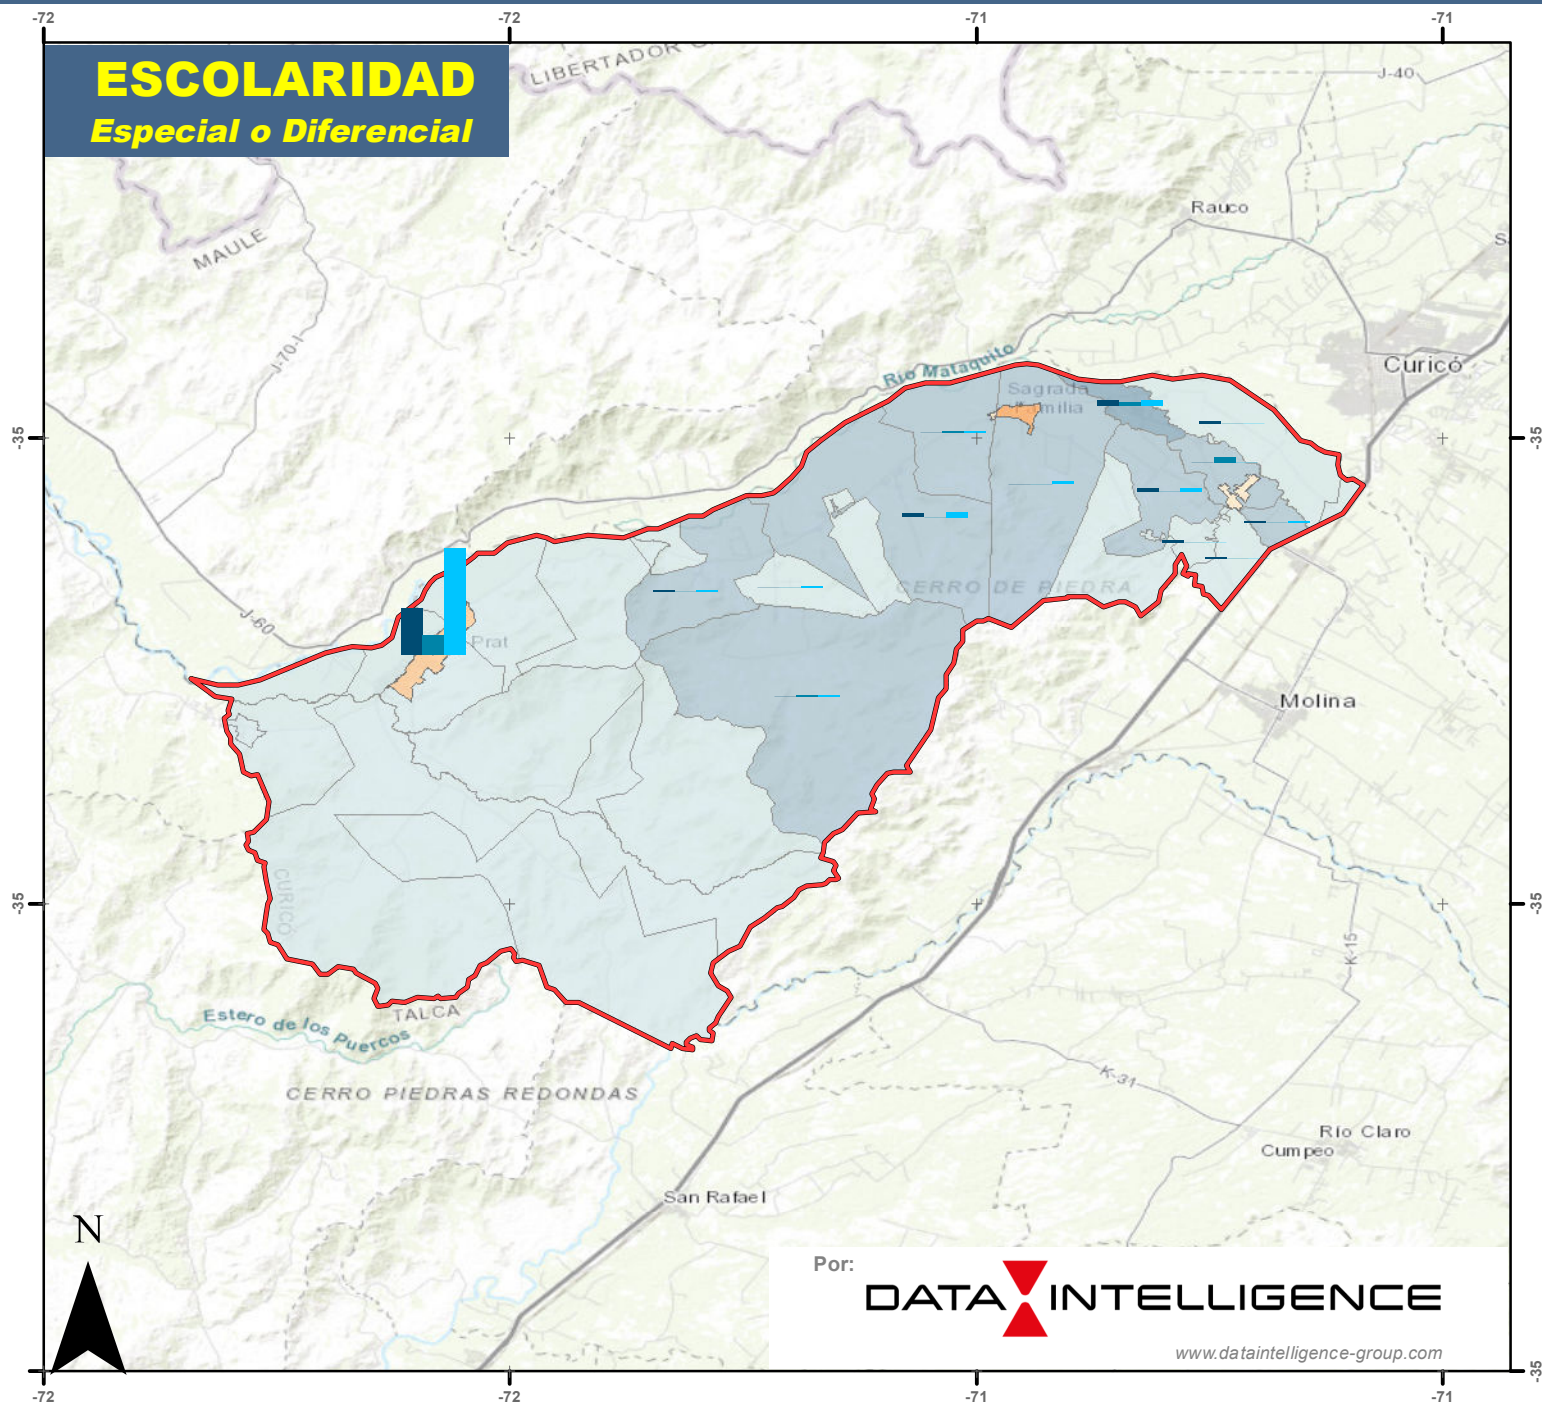 -72
-72
-71
-71
ESCOLARIDAD
Especial o Diferencial
LIBERTADOR
J-40
MAULE
Rauco
J-70-I
Río Mataquito
Curicó
Sagrada
Familia
-35
-35
CERRO DE PIEDRA
J-60
Prat
Molina
CURICÓ
-35
-35
K-15
TALCA
Estero de los Puercos
CERRO PIEDRAS REDONDAS
K-31
Río Claro
Cumpeo
San Rafael
N
Por:
DATA INTELLIGENCE
www.dataintelligence-group.com
-35
-72
-72
-71
-71